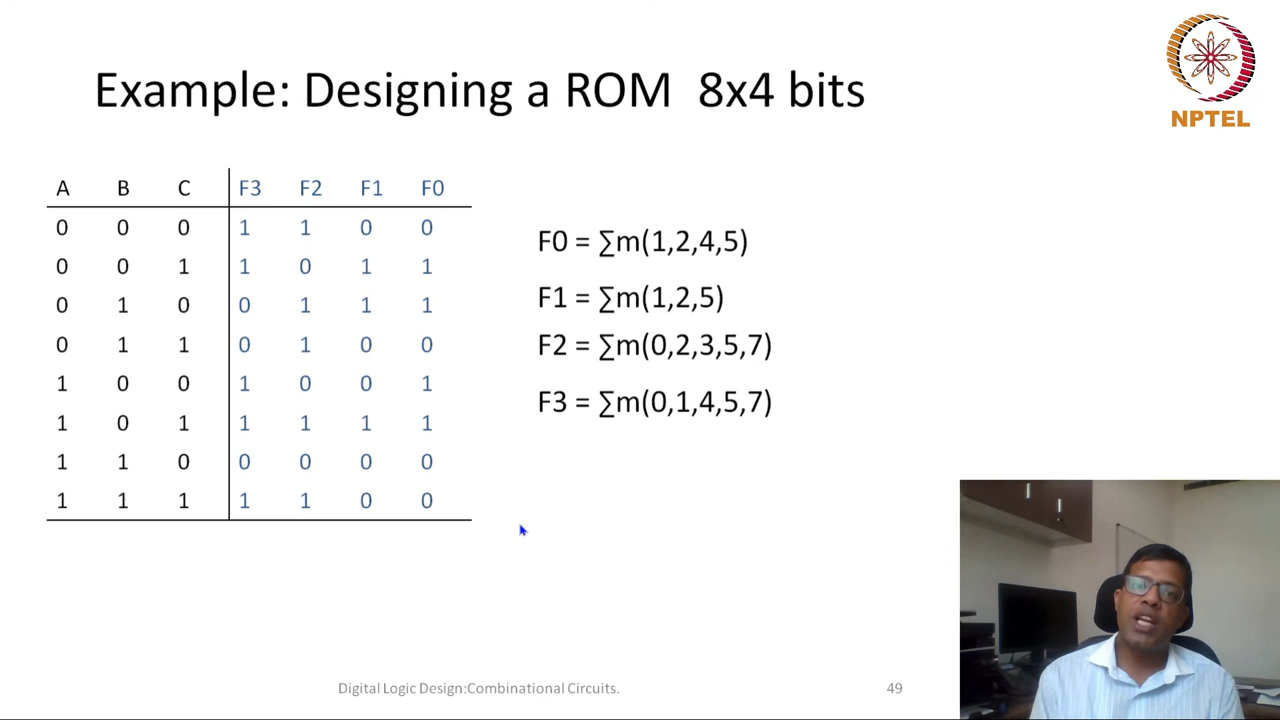 Example: Designing a ROM 8x4 bits
NPTEL
A B C F3 F2 F1 F0
0 0 0 1 1 0 0
0 0 1 1 0 1 1
0 1 0 0 1 1 1
0 1 1 0 1 0 0
1 0 0 1 0 0 1
1 0 1 1 1 1 1
1 1 0 0 0 0 0
1 1 1 1 1 0 0
F0 = ∑m(1,2,4,5)
F1 = ∑m(1,2,5)
F2 = ∑m(0,2,3,5,7)
F3 = ∑m(0,1,4,5,7)
Digital Logic Design:Combinational Circuits.
49